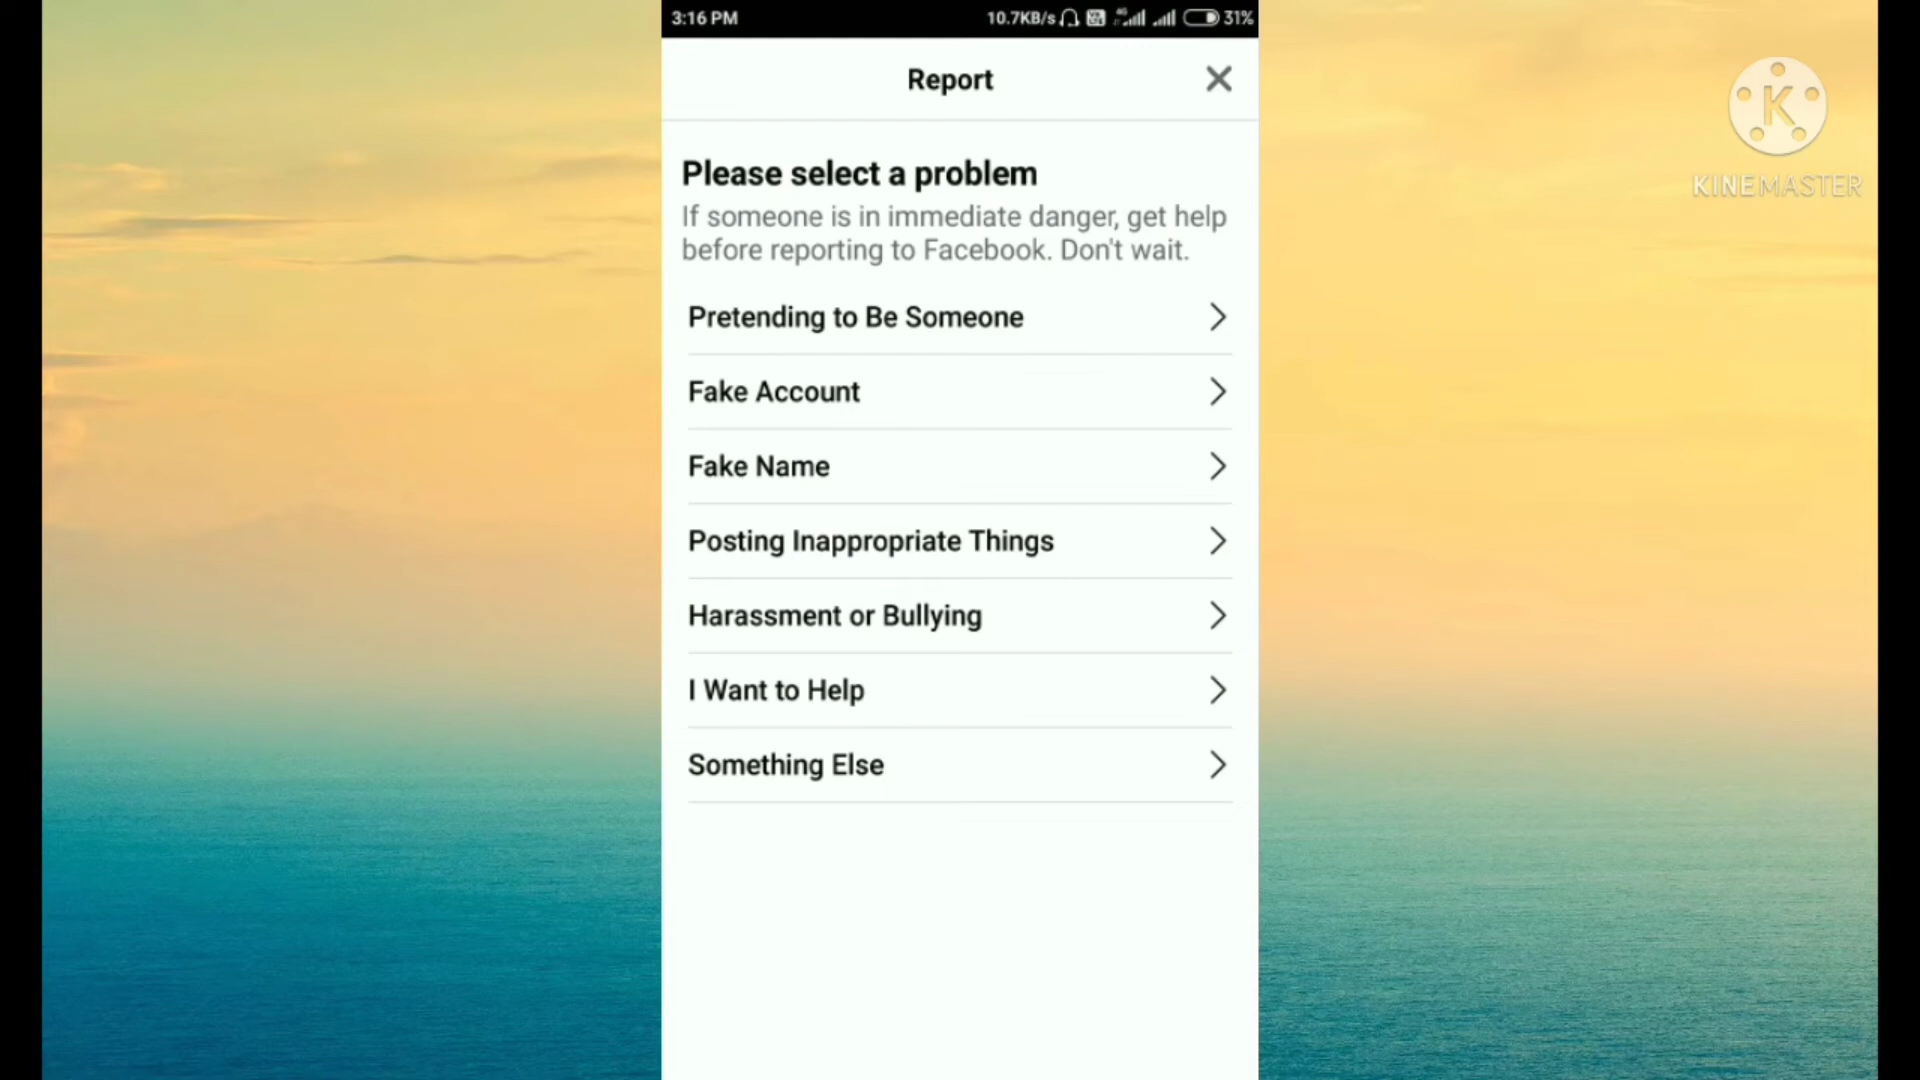 3:16 PM 10.7KB/s 4G 31%
Report
K
KINEMASTER
Please select a problem
If someone is in immediate danger, get help
before reporting to Facebook. Don't wait.
Pretending to Be Someone
Fake Account
Fake Name
Posting Inappropriate Things
Harassment or Bullying
I Want to Help
Something Else